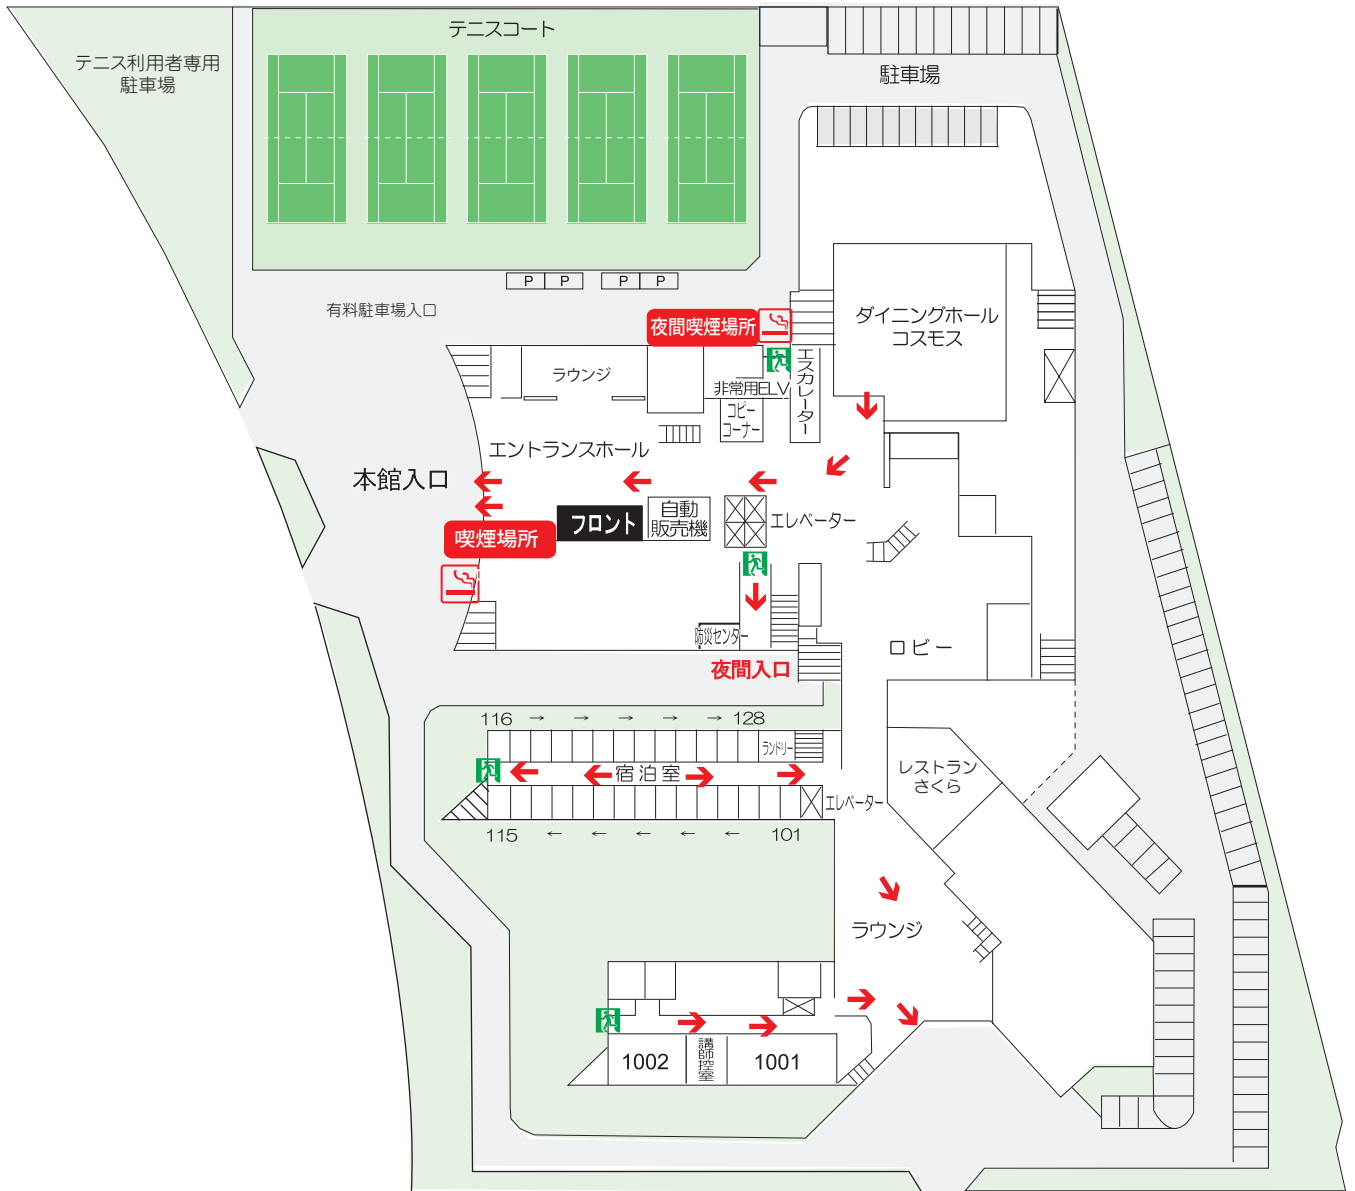 テニスコート
テニス利用者専用
駐車場
駐車場
P P P P
有料駐車場入口
夜間喫煙場所
ダイニングホール
コスモス
エスカレーター
ラウンジ
非常用ELV
コピー
コーナー
エントランスホール
本館入口
フロント
自動
販売機
エレベーター
喫煙場所
防災センター
ロビー
夜間入口
116 → → → → → 128
ランドリー
宿泊室
レストラン
さくら
エレベーター
115 ← ← ← ← ← 101
ラウンジ
1002
講師控室
1001